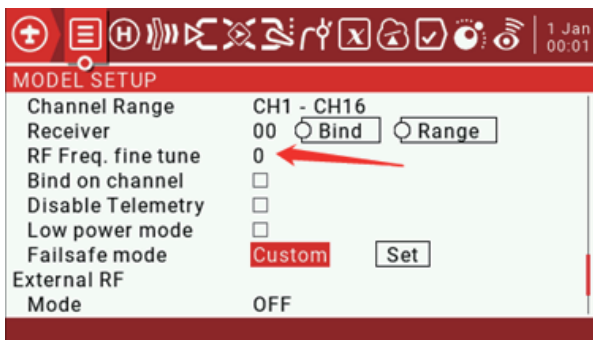 1 Jan
00:01
MODEL SETUP
Channel Range CH1 - CH16
Receiver 00 Bind Range
RF Freq. fine tune 0
Bind on channel
Disable Telemetry
Low power mode
Failsafe mode Custom Set
External RF
Mode OFF